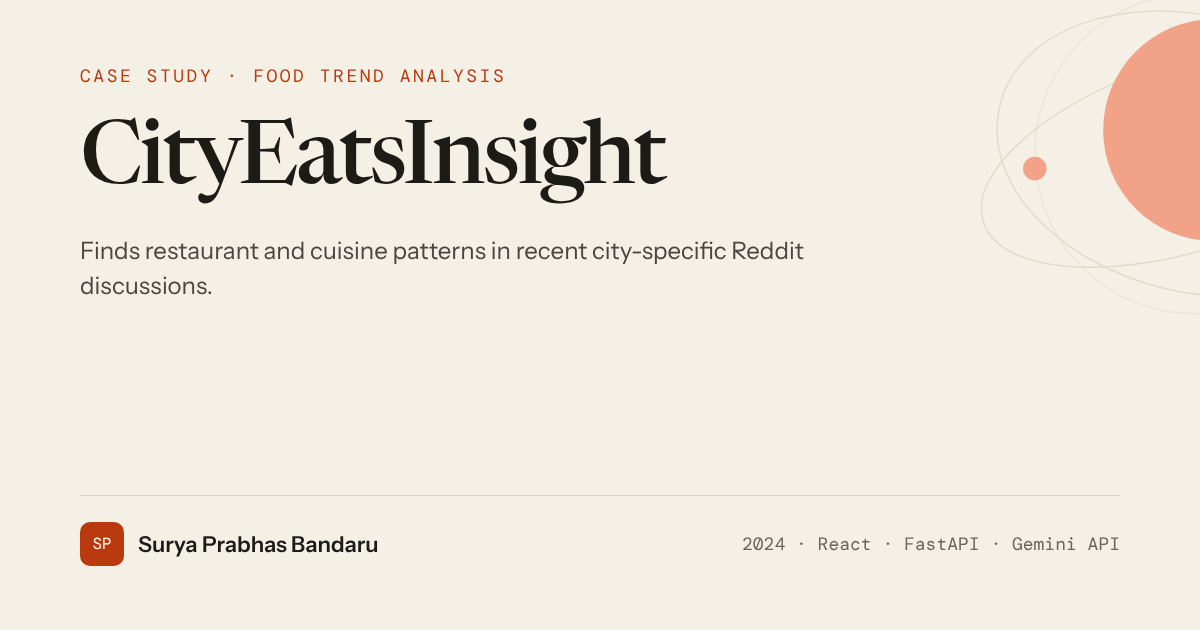 CASE STUDY · FOOD TREND ANALYSIS
CityEatsInsight
Finds restaurant and cuisine patterns in recent city-specific Reddit
discussions.
SP
Surya Prabhas Bandaru
2024 · React · FastAPI · Gemini API